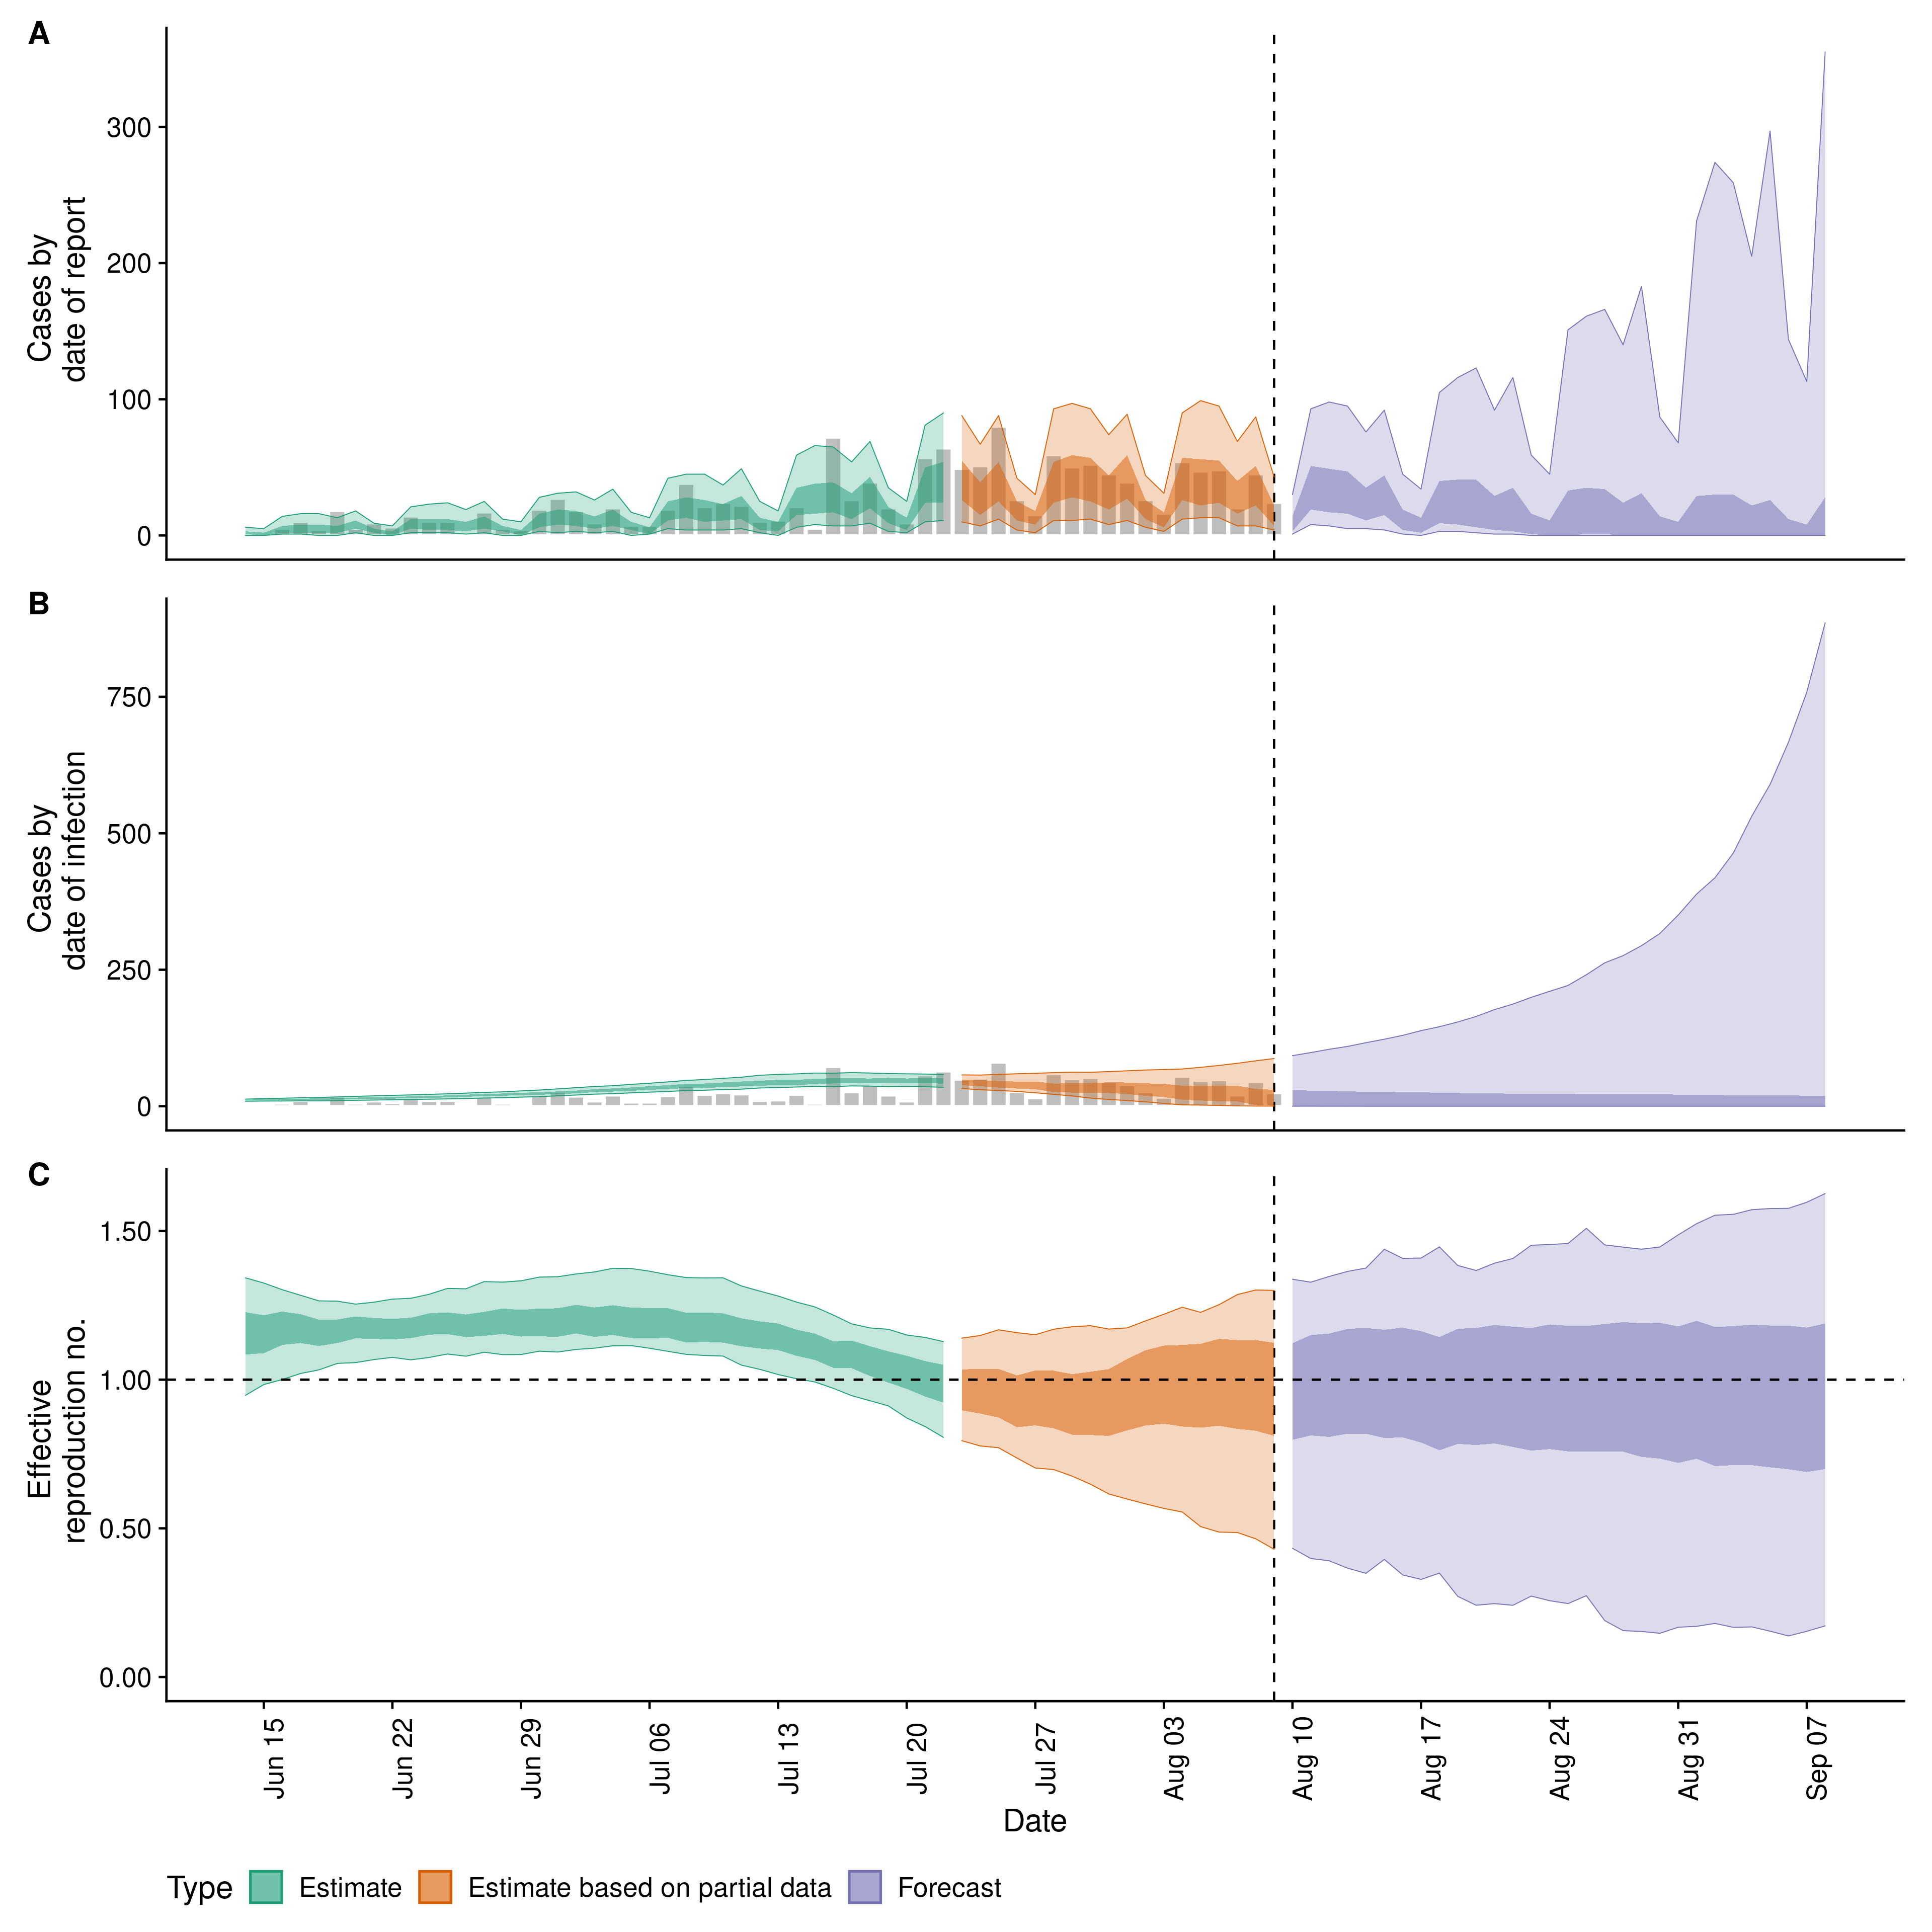 A
Cases by
date of report
300
200
100
0
B
Cases by
date of infection
750
500
250
0
C
Effective
reproduction no.
1.50
1.00
0.50
0.00
Jun 15
Jun 22
Jun 29
Jul 06
Jul 13
Jul 20
Jul 27
Aug 03
Aug 10
Aug 17
Aug 24
Aug 31
Sep 07
Date
Type Estimate Estimate based on partial data Forecast